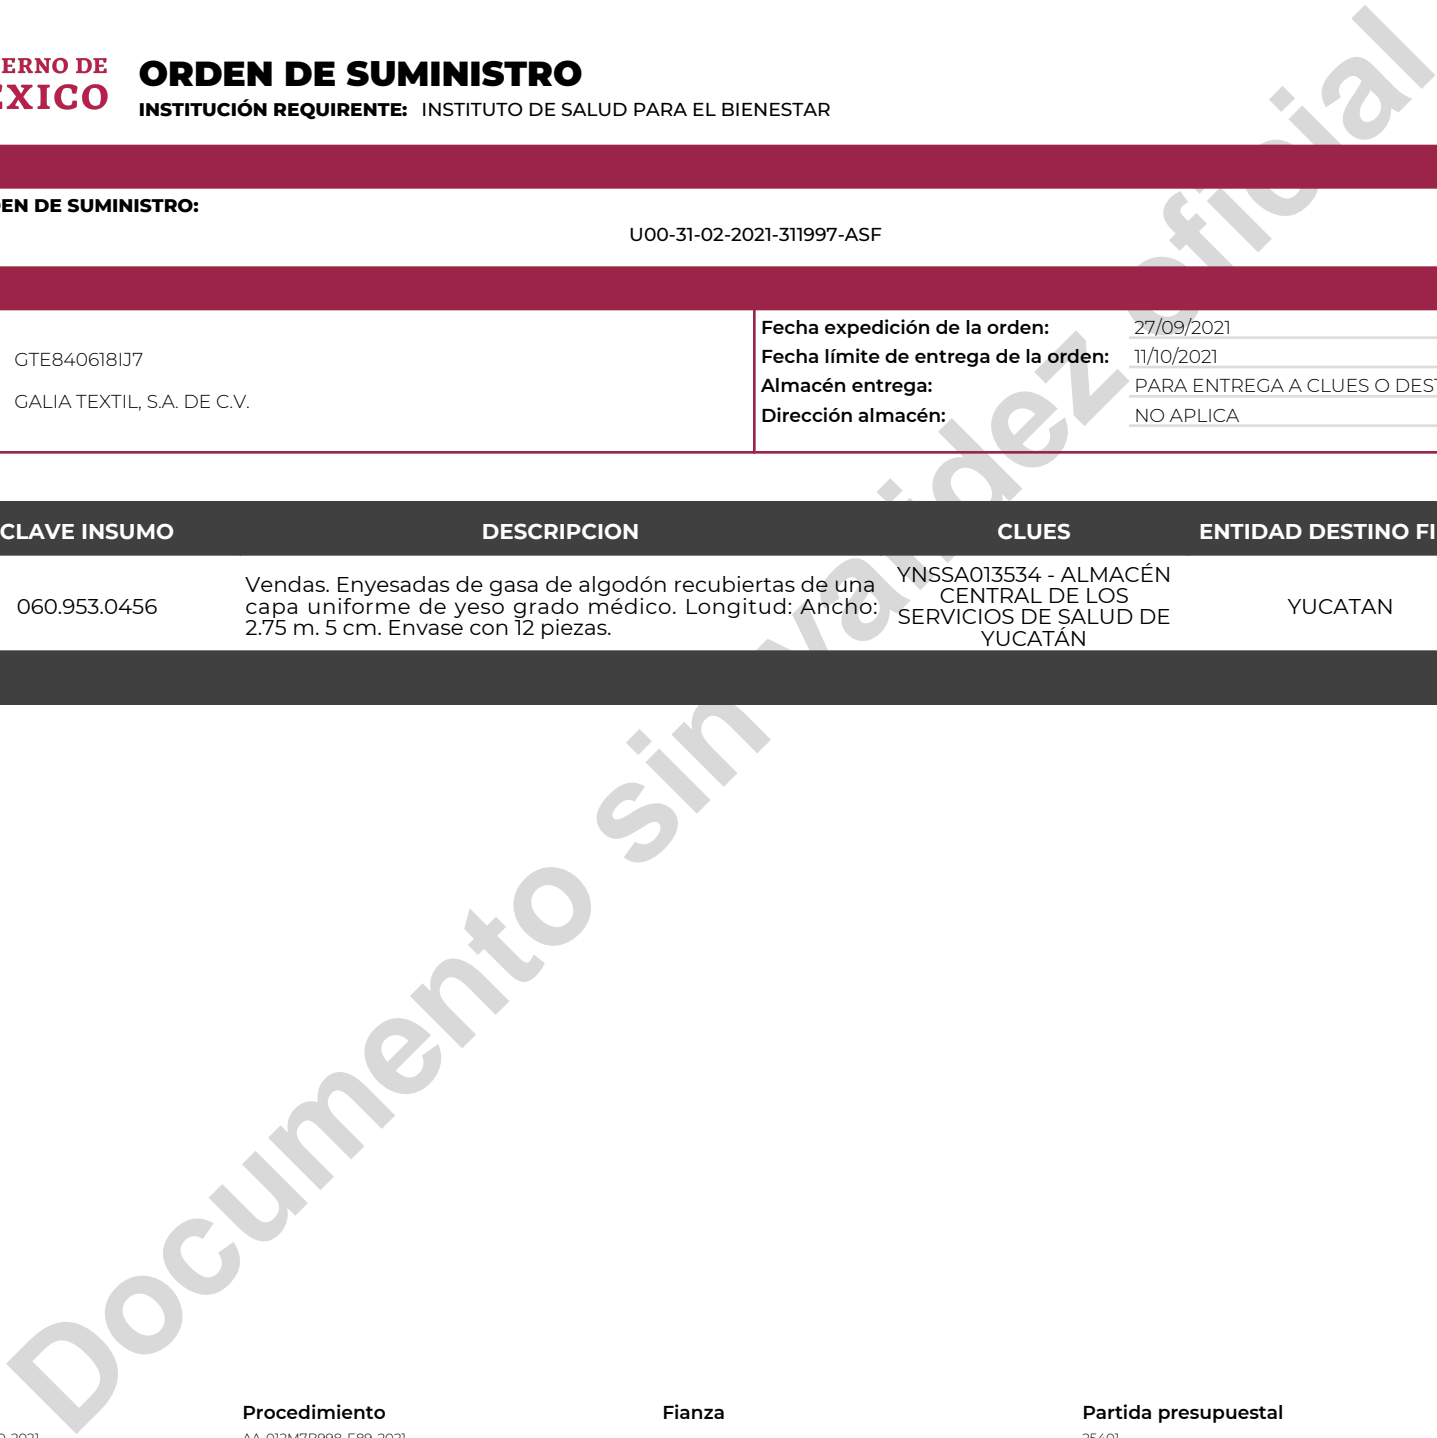 ERNO DE
EXICO
ORDEN DE SUMINISTRO
INSTITUCIÓN REQUIRENTE: INSTITUTO DE SALUD PARA EL BIENESTAR
EN DE SUMINISTRO:
U00-31-02-2021-311997-ASF
GTE840618IJ7
GALIA TEXTIL, S.A. DE C.V.
Fecha expedición de la orden: 27/09/2021
Fecha límite de entrega de la orden: 11/10/2021
Almacén entrega: PARA ENTREGA A CLUES O DEST
Dirección almacén: NO APLICA
CLAVE INSUMO DESCRIPCION CLUES ENTIDAD DESTINO FI
060.953.0456
Vendas. Enyesadas de gasa de algodón recubiertas de una
capa uniforme de yeso grado médico. Longitud: Ancho:
2.75 m. 5 cm. Envase con 12 piezas.
YNSSA013534 - ALMACÉN
CENTRAL DE LOS
SERVICIOS DE SALUD DE
YUCATÁN
YUCATAN
Documento sin validez oficial
Procedimiento Fianza Partida presupuestal